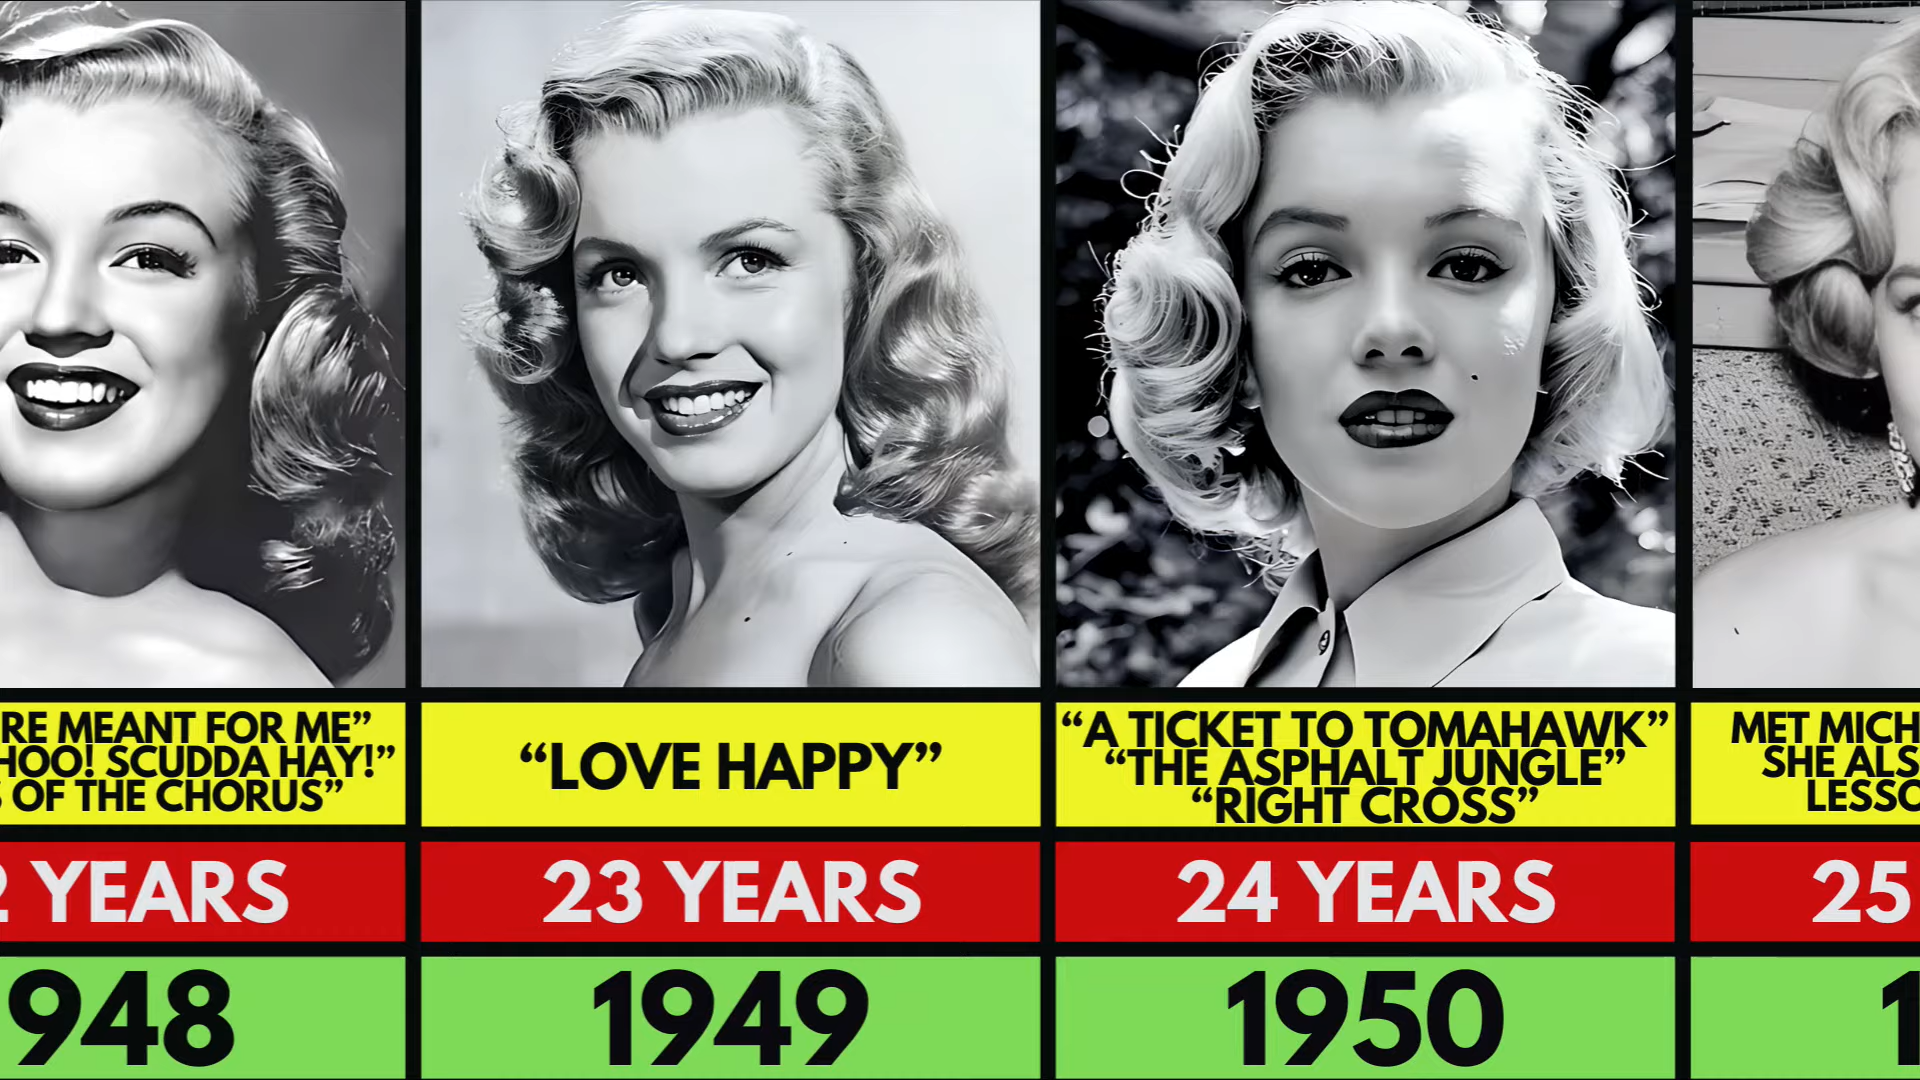 RE MEANT FOR ME”
HOO! SCUDDA HAY!”
OF THE CHORUS”
YEARS
948
“LOVE HAPPY”
23 YEARS
1949
“A TICKET TO TOMAHAWK”
“THE ASPHALT JUNGLE”
“RIGHT CROSS”
24 YEARS
1950
MET MICH
SHE ALS
LESSO
25
1